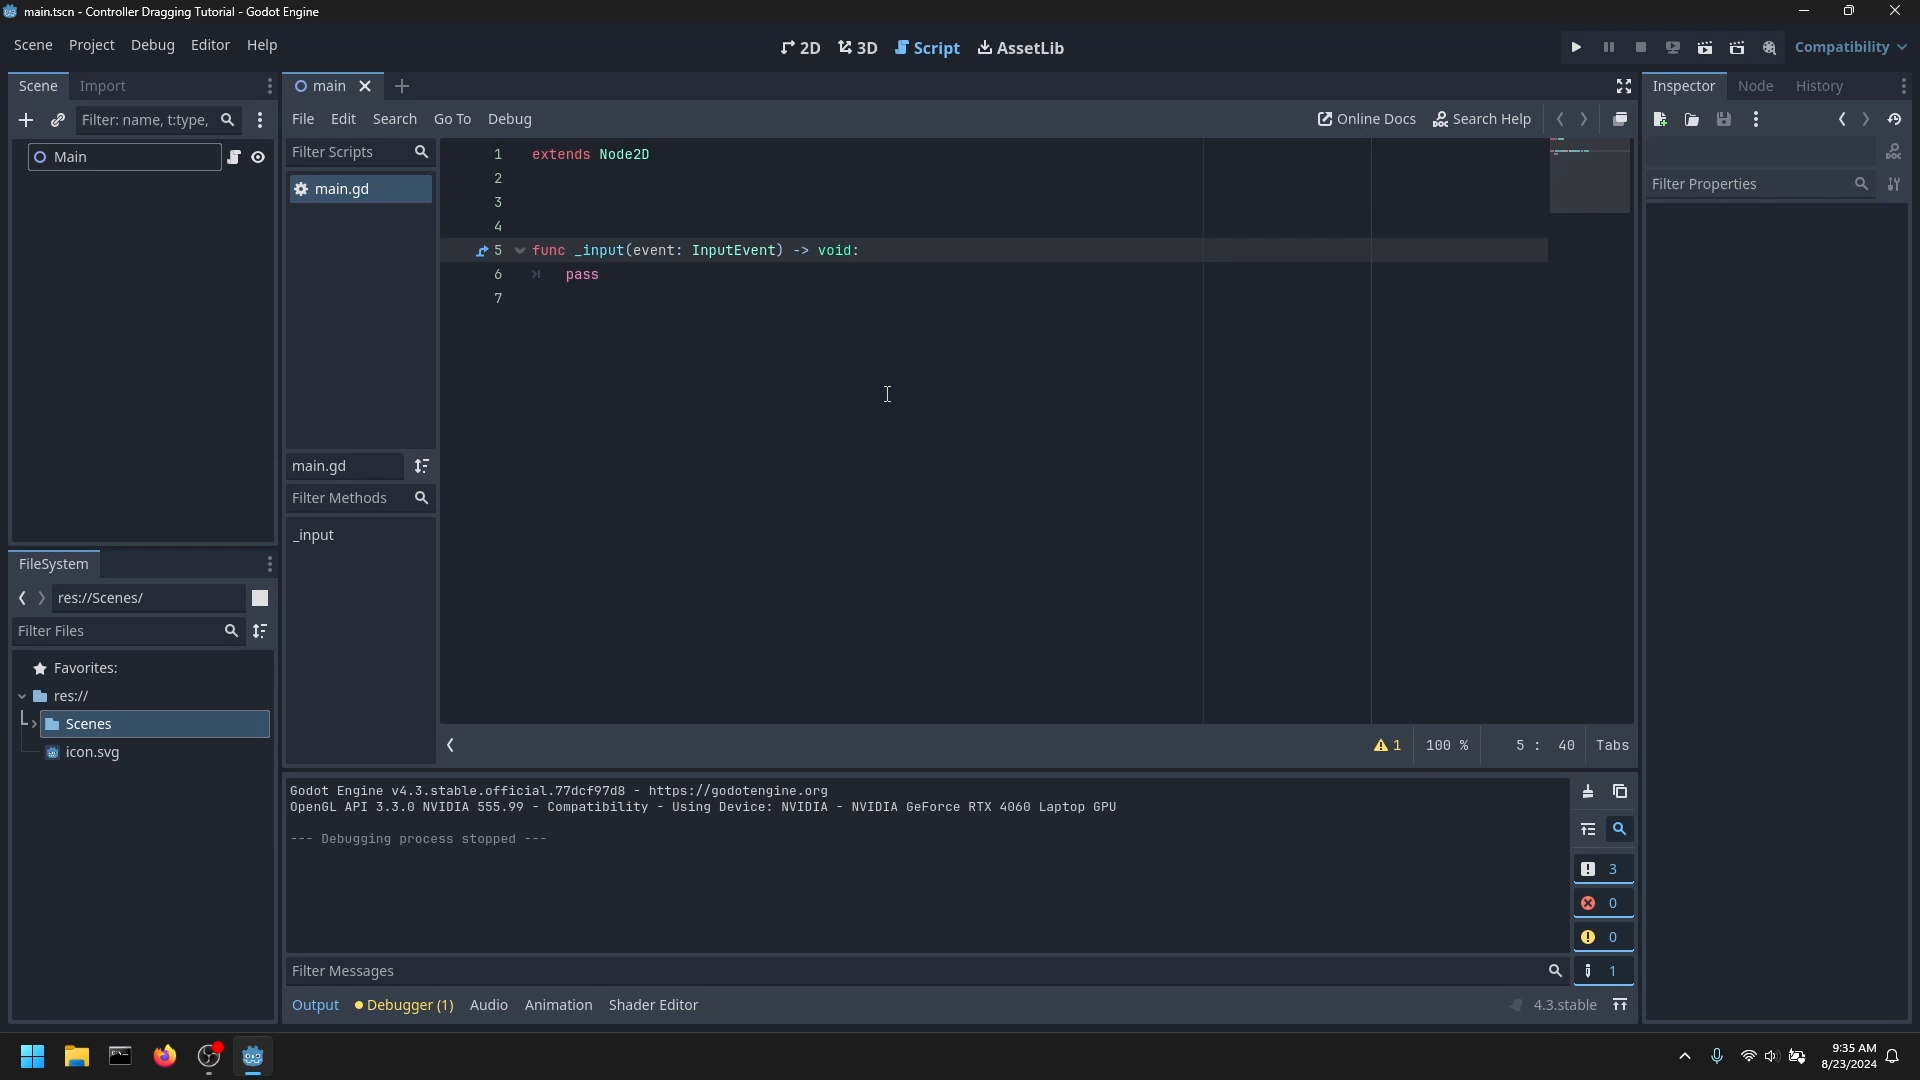 main.tscn - Controller Dragging Tutorial - Godot Engine
Scene Project Debug Editor Help
2D 3D Script AssetLib
Compatibility
Scene Import
Filter: name, t:type,
Main
main
File Edit Search Go To Debug
Online Docs Search Help
Filter Scripts
main.gd
main.gd
Filter Methods
_input
1 extends Node2D
2
3
4
5 func _input(event: InputEvent) -> void:
6 pass
7
1 100 % 5 : 40 Tabs
FileSystem
res://Scenes/
Filter Files
Favorites:
res://
Scenes
icon.svg
Godot Engine v4.3.stable.official.77dcf97d8 - https://godotengine.org
OpenGL API 3.3.0 NVIDIA 555.99 - Compatibility - Using Device: NVIDIA - NVIDIA GeForce RTX 4060 Laptop GPU
--- Debugging process stopped ---
3
0
0
1
Filter Messages
Output Debugger (1) Audio Animation Shader Editor
4.3.stable
Inspector Node History
DOC
Filter Properties
9:35 AM
8/23/2024